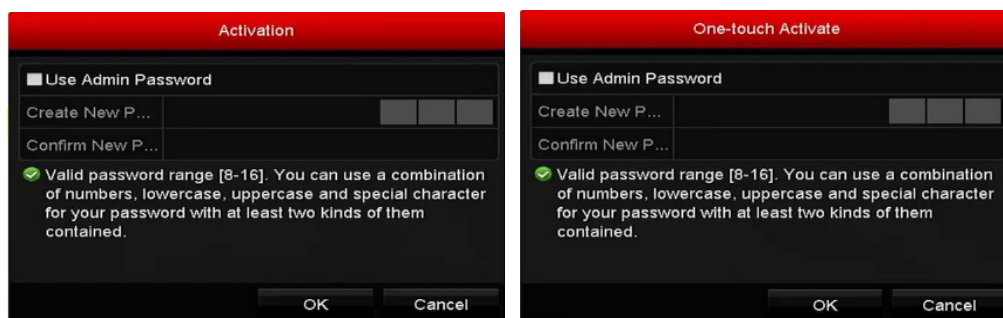 Activation
Use Admin Password
Create New P...
Confirm New P...
Valid password range [8-16]. You can use a combination
of numbers, lowercase, uppercase and special character
for your password with at least two kinds of them
contained.
OK Cancel
One-touch Activate
Use Admin Password
Create New P...
Confirm New P...
Valid password range [8-16]. You can use a combination
of numbers, lowercase, uppercase and special character
for your password with at least two kinds of them
contained.
OK Cancel